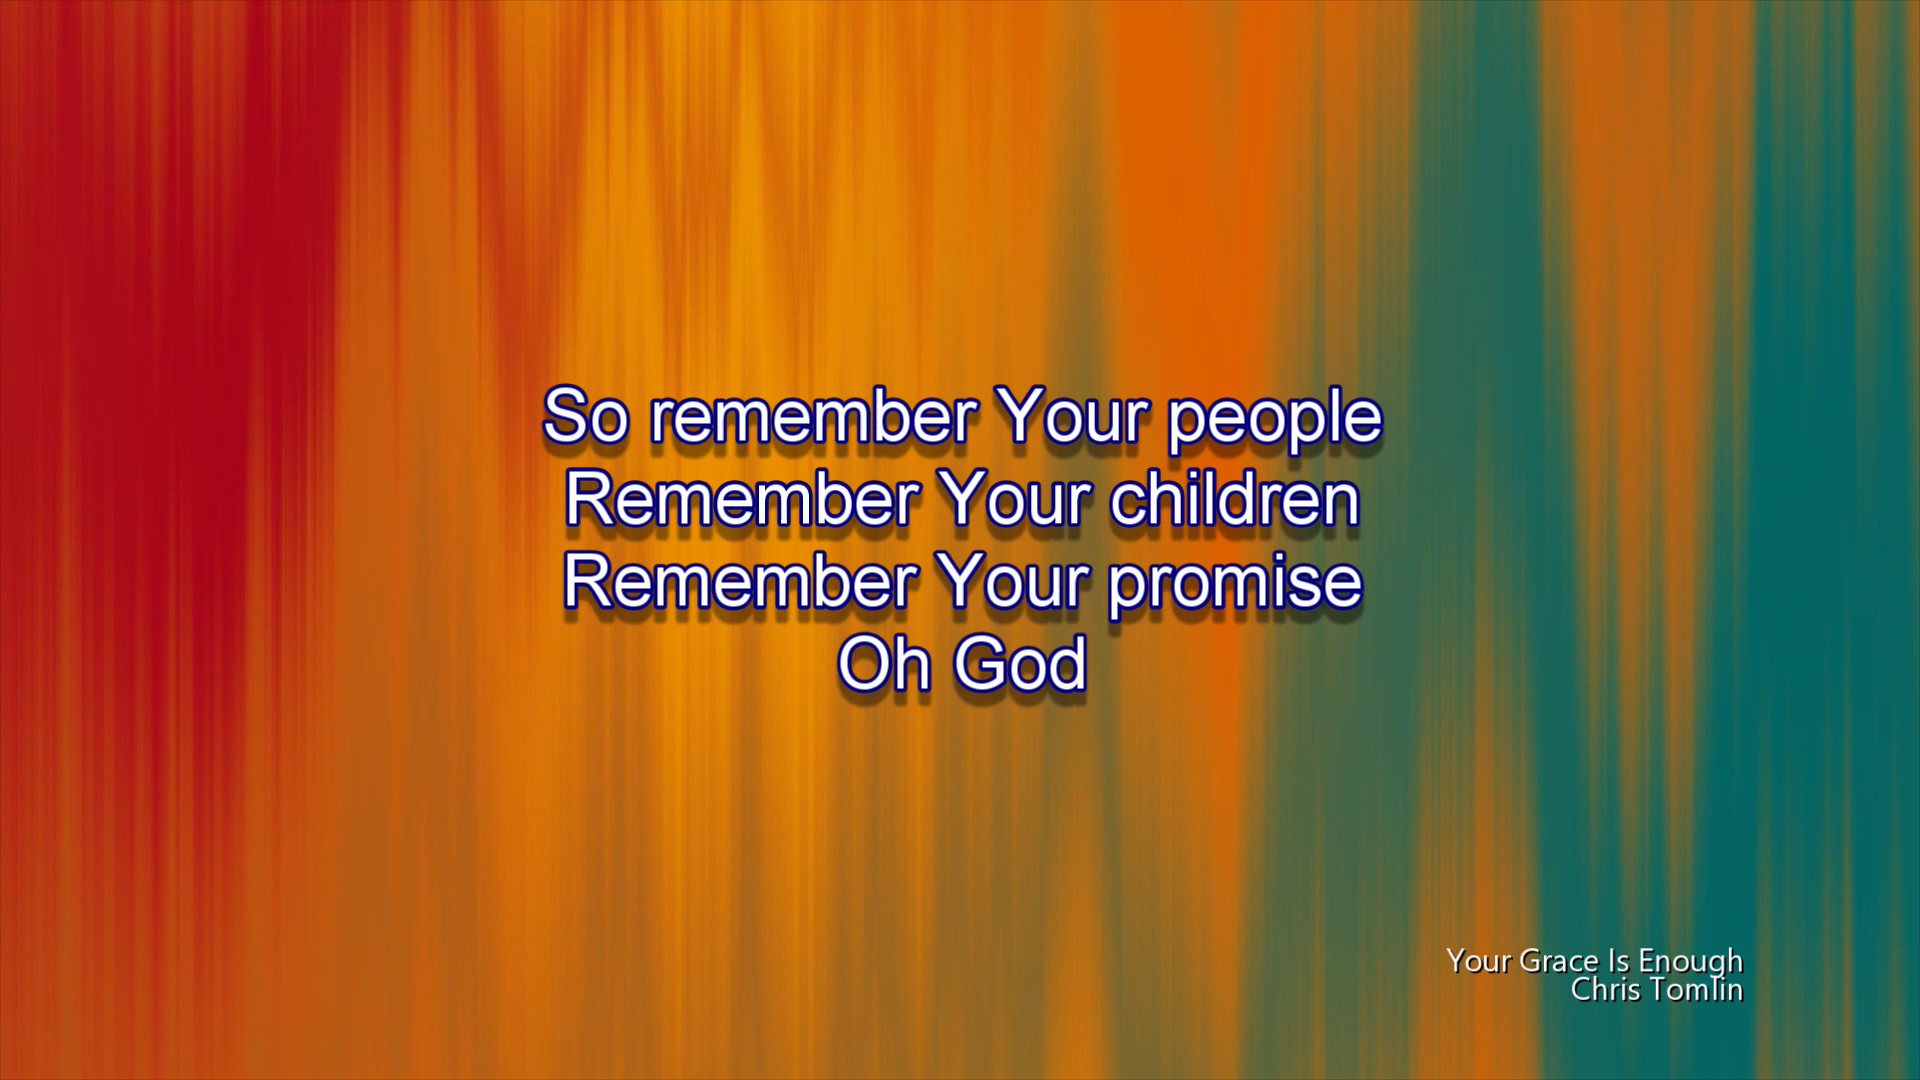 So remember Your people
Remember Your children
Remember Your promise
Oh God
Your Grace Is Enough
Chris Tomlin